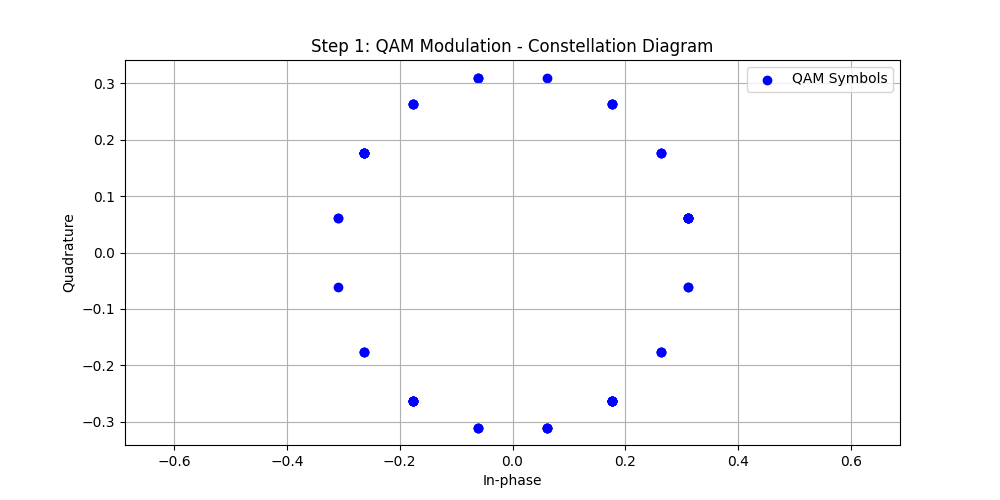 Step 1: QAM Modulation - Constellation Diagram
QAM Symbols
Quadrature
0.3
0.2
0.1
0.0
−0.1
−0.2
−0.3
−0.6 −0.4 −0.2 0.0 0.2 0.4 0.6
In-phase